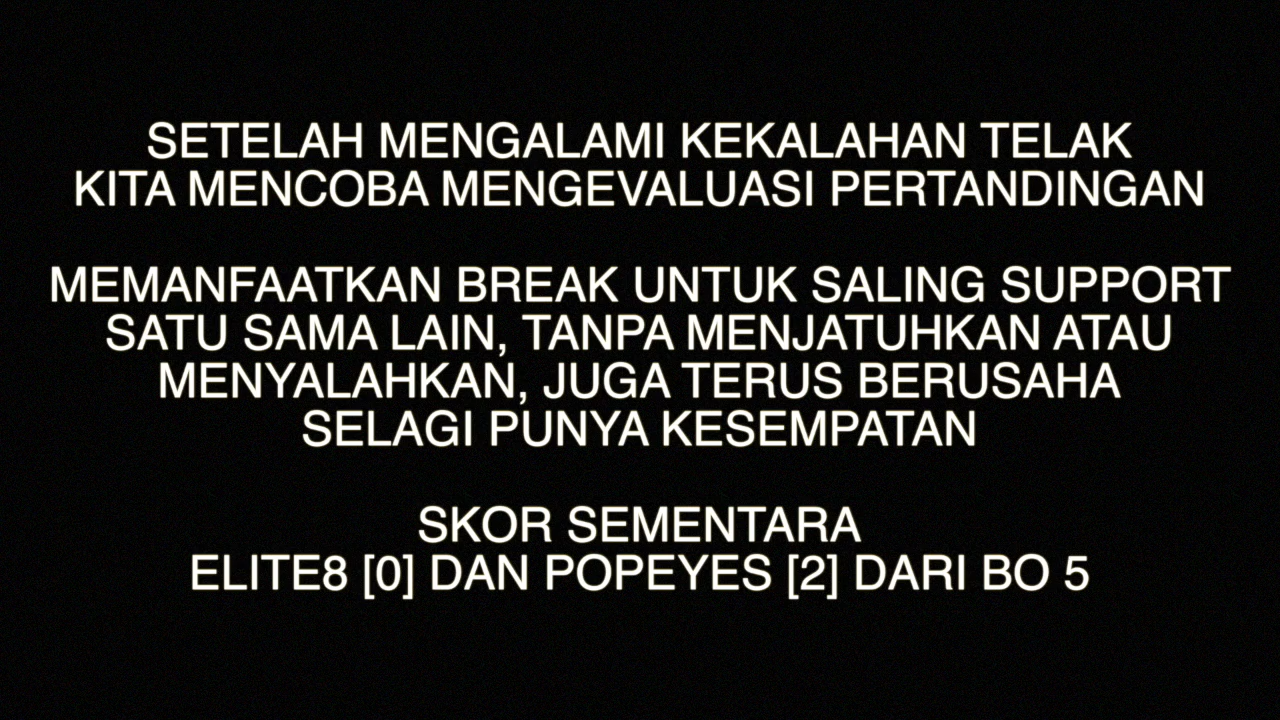 SETELAH MENGALAMI KEKALAHAN TELAK
KITA MENCOBA MENGEVALUASI PERTANDINGAN
MEMANFAATKAN BREAK UNTUK SALING SUPPORT
SATU SAMA LAIN, TANPA MENJATUHKAN ATAU
MENYALAHKAN, JUGA TERUS BERUSAHA
SELAGI PUNYA KESEMPATAN
SKOR SEMENTARA
ELITE8 [0] DAN POPEYES [2] DARI BO 5